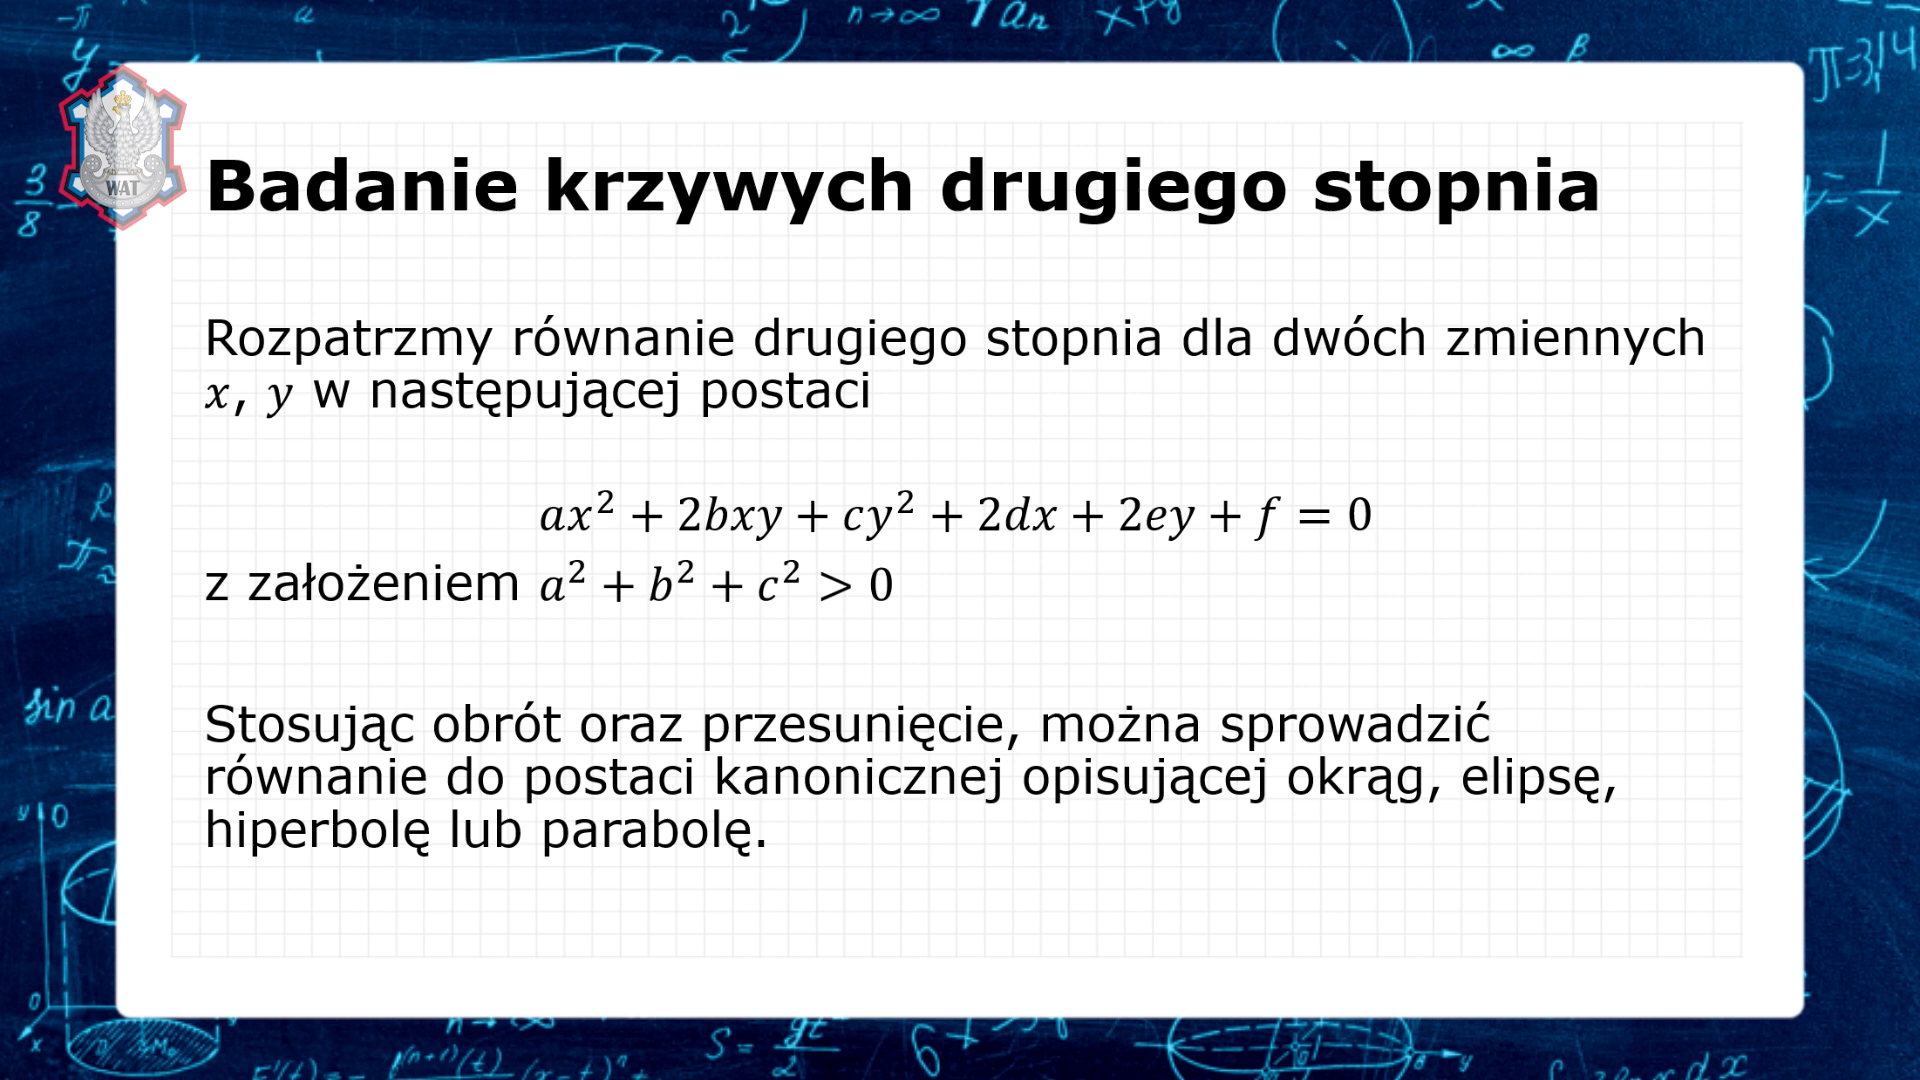 WAT
Badanie krzywych drugiego stopnia
Rozpatrzmy równanie drugiego stopnia dla dwóch zmiennych
x, y w następującej postaci
ax² + 2bxy + cy² + 2dx + 2ey + f = 0
z założeniem a² + b² + c² > 0
Stosując obrót oraz przesunięcie, można sprowadzić
równanie do postaci kanonicznej opisującej okrąg, elipsę,
hiperbolę lub parabolę.